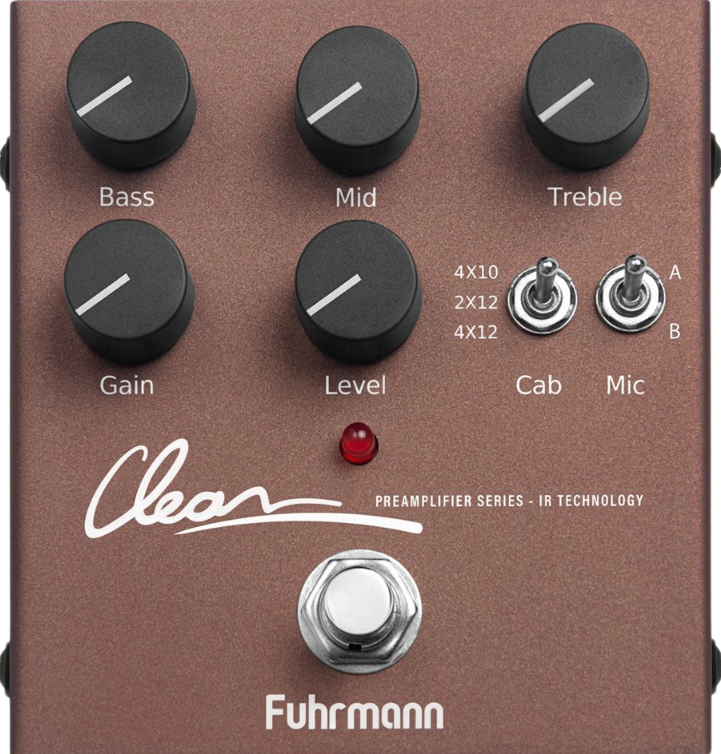 Bass Mid Treble
4X10 A
2X12
4X12 B
Gain Level Cab Mic
Clean PREAMPLIFIER SERIES - IR TECHNOLOGY
Fuhrmann